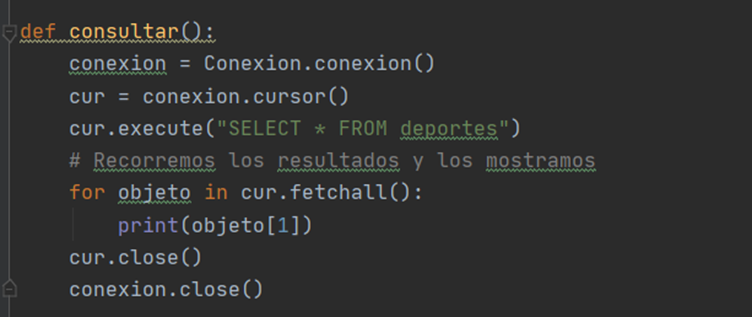 def consultar():
    conexion = Conexion.conexion()
    cur = conexion.cursor()
    cur.execute("SELECT * FROM deportes")
    # Recorremos los resultados y los mostramos
    for objeto in cur.fetchall():
        print(objeto[1])
    cur.close()
    conexion.close()